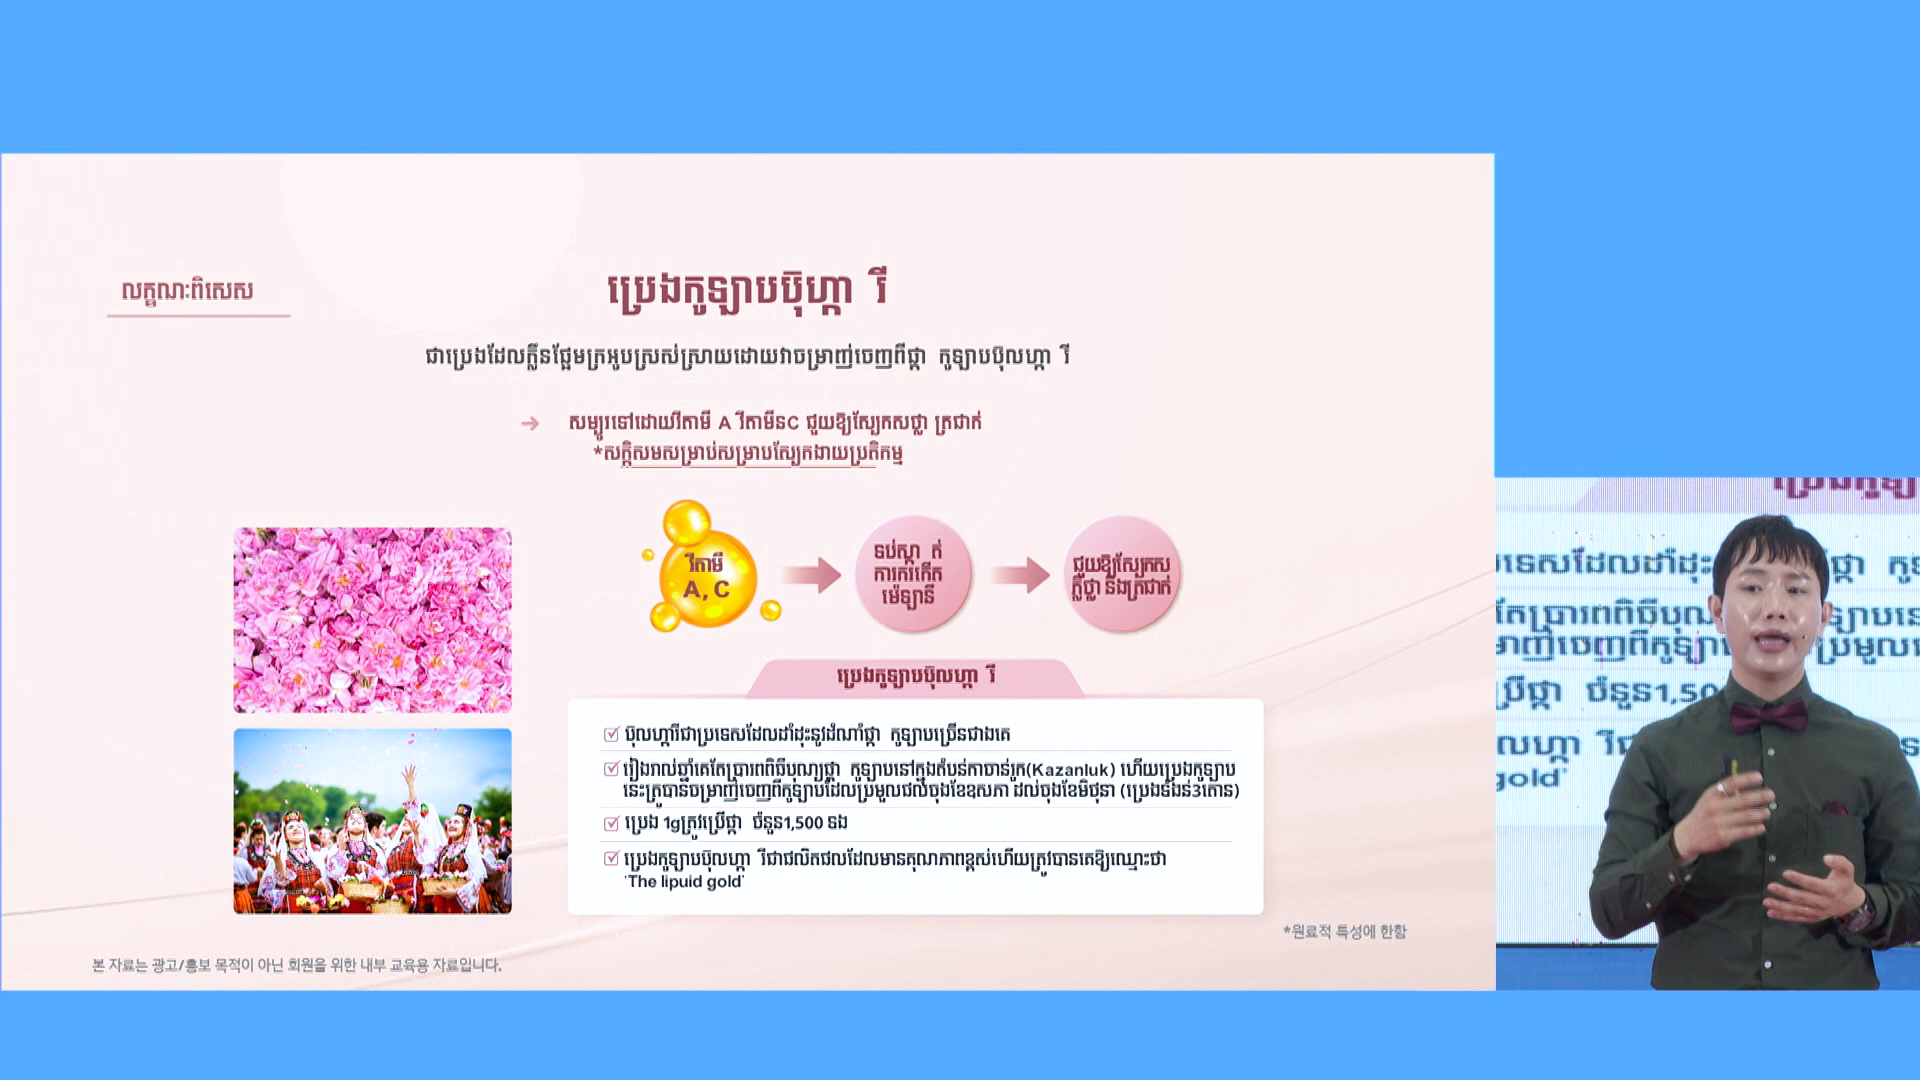 លក្ខណៈពិសេស
ប្រេងកូឡាបប៊ុហ្គា រី
ជាប្រេងដែលក្លិនផ្អែមក្រអូបស្រស់ស្រាយដោយវាចម្រាញ់ចេញពីផ្កា កូឡាបប៊ុលហ្គា រី
→ សម្បូរទៅដោយវីតាមី A វីតាមីនC ជួយឱ្យស្បែកសថ្លា ត្រជាក់
*សក្តិសមសម្រាប់សម្រាបស្បែកងាយប្រតិកម្ម
វីតាមី
A, C
ទប់ស្កា ត់
ការករកើត
ម៉េឡានី
ជួយឱ្យស្បែកស
ភ្លឺថ្លា និងត្រជាក់
ប្រេងកូឡាបប៊ុលហ្គា រី
ប៊ុលហ្គារីជាប្រទេសដែលដាំដុះនូវដំណាំផ្កា កូឡាបច្រើនជាងគេ
រៀងរាល់ឆ្នាំគេតែប្រារពពិធីបុណ្យផ្កា កូឡាបនៅក្នុងតំបន់កាចាន់រូក(Kazanluk) ហើយប្រេងកូឡាប
នេះត្រូបានចម្រាញ់ចេញពីកូឡាបដែលប្រមូលផលចុងខែឧសភា ដល់ចុងខែមិថុនា (ប្រេងទំងន់3តោន)
ប្រេង 1gត្រូវប្រើផ្កា ចំនួន1,500 ទង
ប្រេងកូឡាបប៊ុលហ្គា រីជាផលិតផលដែលមានគុណភាពខ្ពស់ហើយត្រូវបានគេឱ្យឈ្មោះថា
'The lipuid gold'
*원료적 특성에 한함
본 자료는 광고/홍보 목적이 아닌 회원을 위한 내부 교육용 자료입니다.